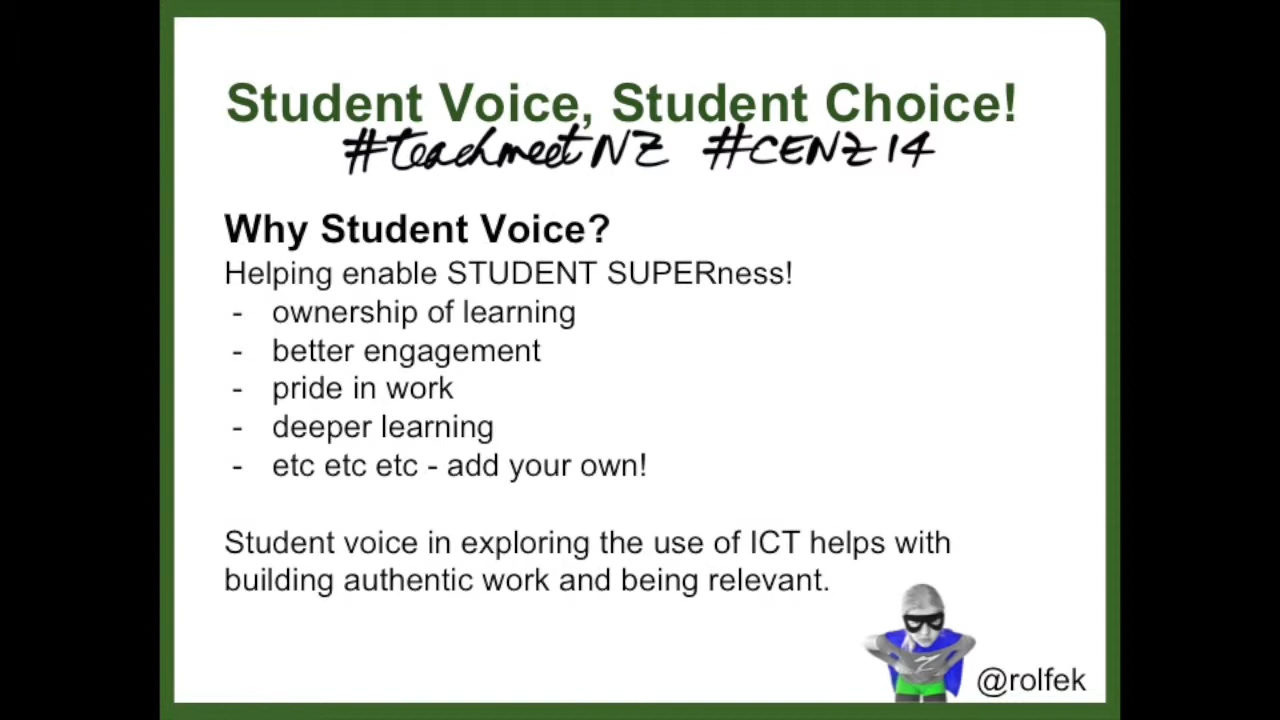 Student Voice, Student Choice!
#teachmeetNZ #CENZ14
Why Student Voice?
Helping enable STUDENT SUPERness!
- ownership of learning
- better engagement
- pride in work
- deeper learning
- etc etc etc - add your own!
Student voice in exploring the use of ICT helps with
building authentic work and being relevant.
Z
@rolfek